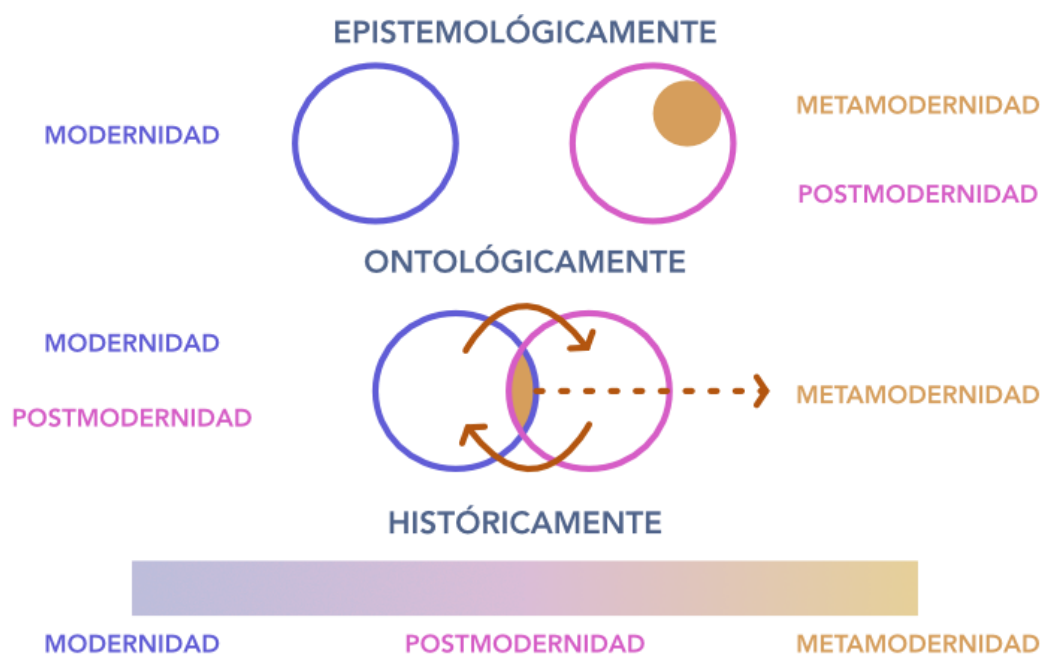 EPISTEMOLÓGICAMENTE
MODERNIDAD
METAMODERNIDAD
POSTMODERNIDAD
ONTOLÓGICAMENTE
MODERNIDAD
POSTMODERNIDAD
METAMODERNIDAD
HISTÓRICAMENTE
MODERNIDAD
POSTMODERNIDAD
METAMODERNIDAD